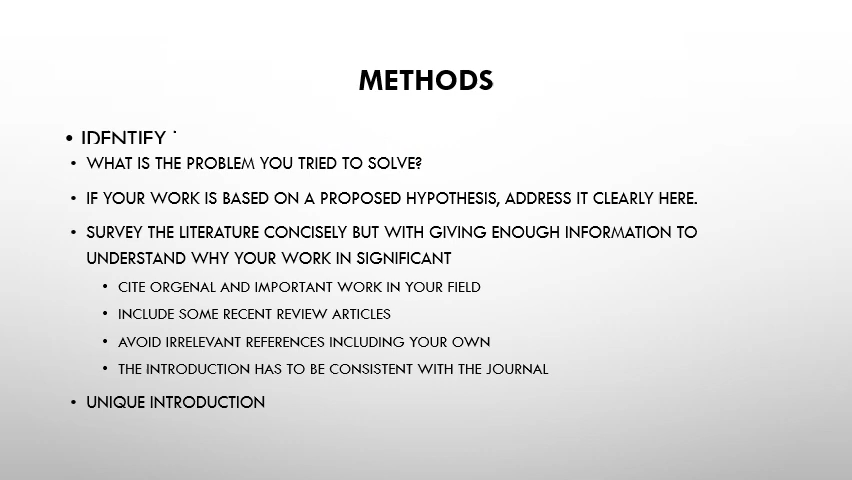 METHODS
• IDENTIFY
• WHAT IS THE PROBLEM YOU TRIED TO SOLVE?
• IF YOUR WORK IS BASED ON A PROPOSED HYPOTHESIS, ADDRESS IT CLEARLY HERE.
• SURVEY THE LITERATURE CONCISELY BUT WITH GIVING ENOUGH INFORMATION TO
UNDERSTAND WHY YOUR WORK IN SIGNIFICANT
• CITE ORGENAL AND IMPORTANT WORK IN YOUR FIELD
• INCLUDE SOME RECENT REVIEW ARTICLES
• AVOID IRRELEVANT REFERENCES INCLUDING YOUR OWN
• THE INTRODUCTION HAS TO BE CONSISTENT WITH THE JOURNAL
• UNIQUE INTRODUCTION